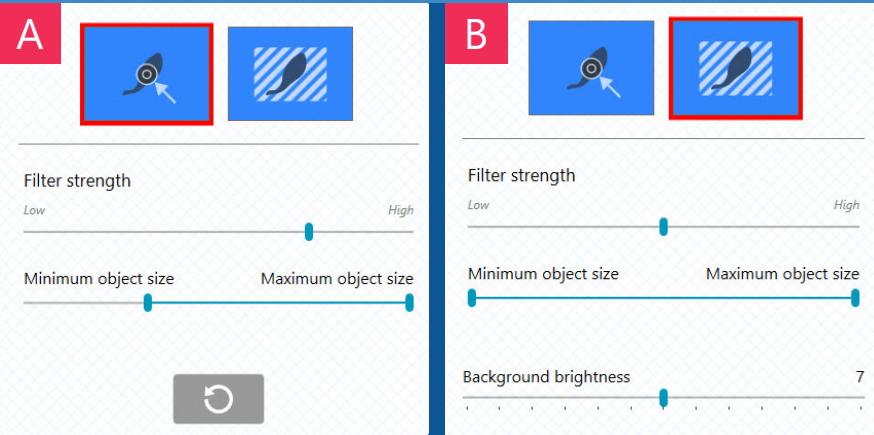 A
Filter strength
Low High
Minimum object size Maximum object size
B
Filter strength
Low High
Minimum object size Maximum object size
Background brightness 7